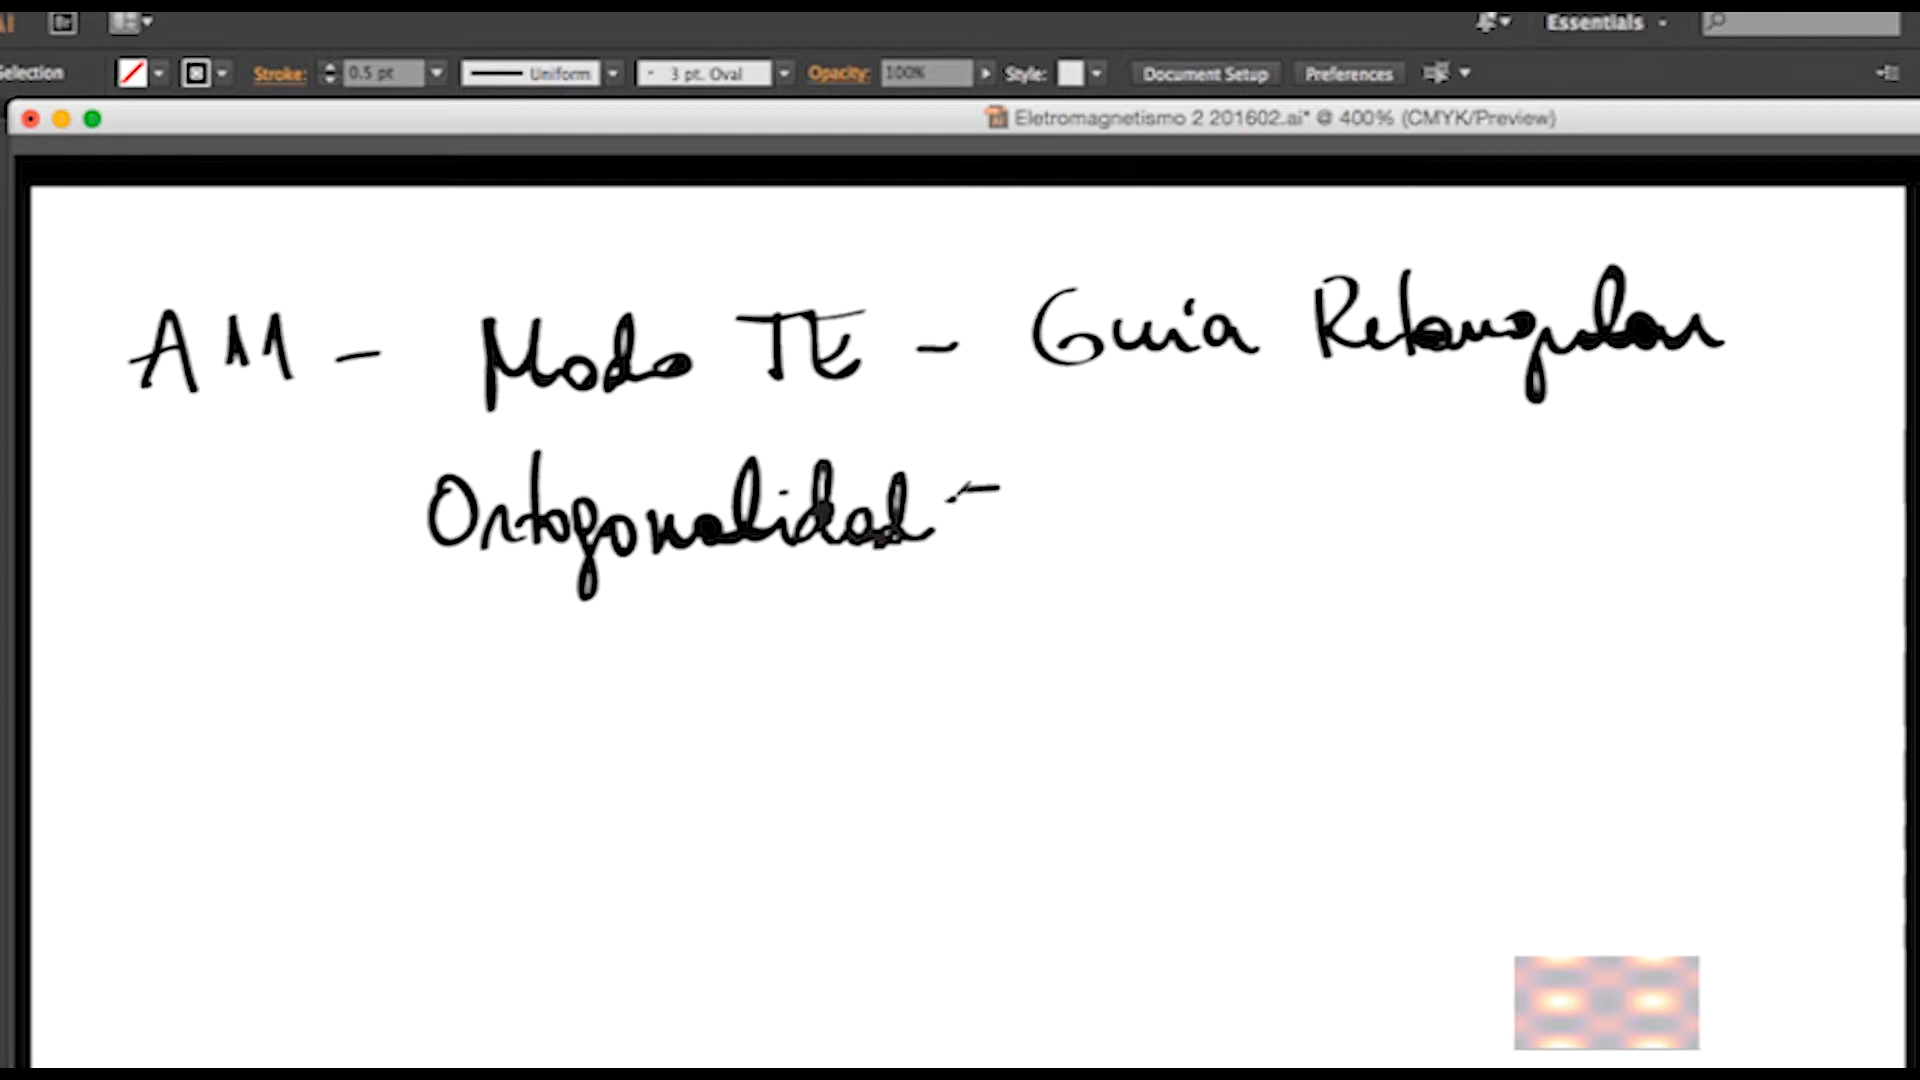 Essentials
Selection Stroke: 0.5 pt Uniform 3 pt. Oval Opacity: 100% Style: Document Setup Preferences
Eletromagnetismo 2 201602.ai* @ 400% (CMYK/Preview)
A11 - Modo TE - Guia Retangular
Ortogonalidad -